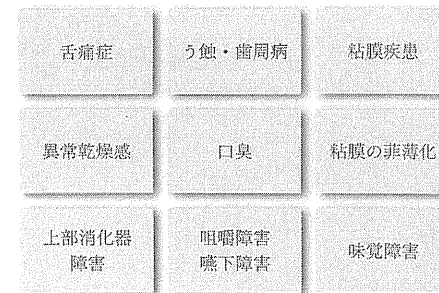 舌痛症
う蝕・歯周病
粘膜疾患
異常乾燥感
口臭
粘膜の菲薄化
上部消化器
障害
咀嚼障害
嚥下障害
味覚障害